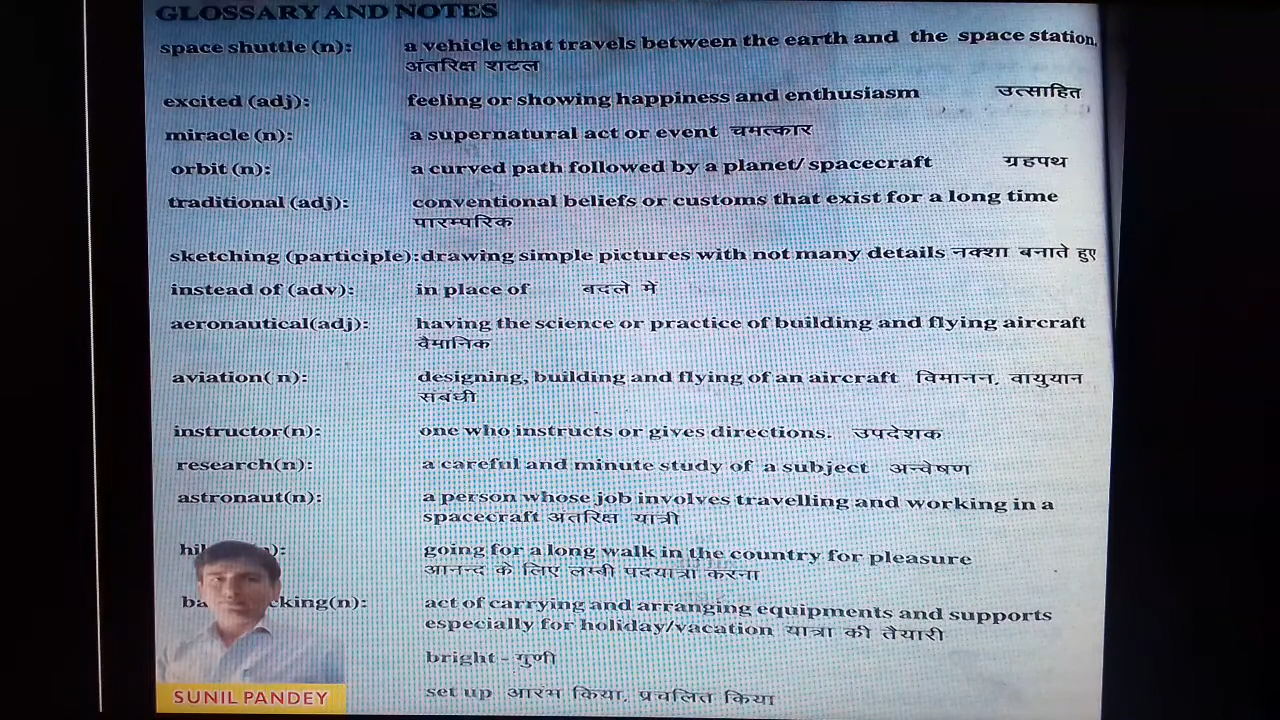 GLOSSARY AND NOTES
space shuttle (n): a vehicle that travels between the earth and the space station.
अंतरिक्ष शटल
excited (adj): feeling or showing happiness and enthusiasm उत्साहित
miracle (n): a supernatural act or event चमत्कार
orbit (n): a curved path followed by a planet/ spacecraft ग्रहपथ
traditional (adj): conventional beliefs or customs that exist for a long time
पारम्परिक
sketching (participle): drawing simple pictures with not many details नक्शा बनाते हुए
instead of (adv): in place of बदले में
aeronautical(adj): having the science or practice of building and flying aircraft
वैमानिक
aviation( n): designing, building and flying of an aircraft विमानन, वायुयान
सबंधी
instructor(n): one who instructs or gives directions. उपदेशक
research(n): a careful and minute study of a subject अन्वेषण
astronaut(n): a person whose job involves travelling and working in a
spacecraft अंतरिक्ष यात्री
going for a long walk in the country for pleasure
आनन्द के लिए लम्बी पदयात्रा करना
act of carrying and arranging equipments and supports
especially for holiday/vacation यात्रा की तैयारी
bright - गुणी
set up आरंभ किया, प्रचलित किया
SUNIL PANDEY